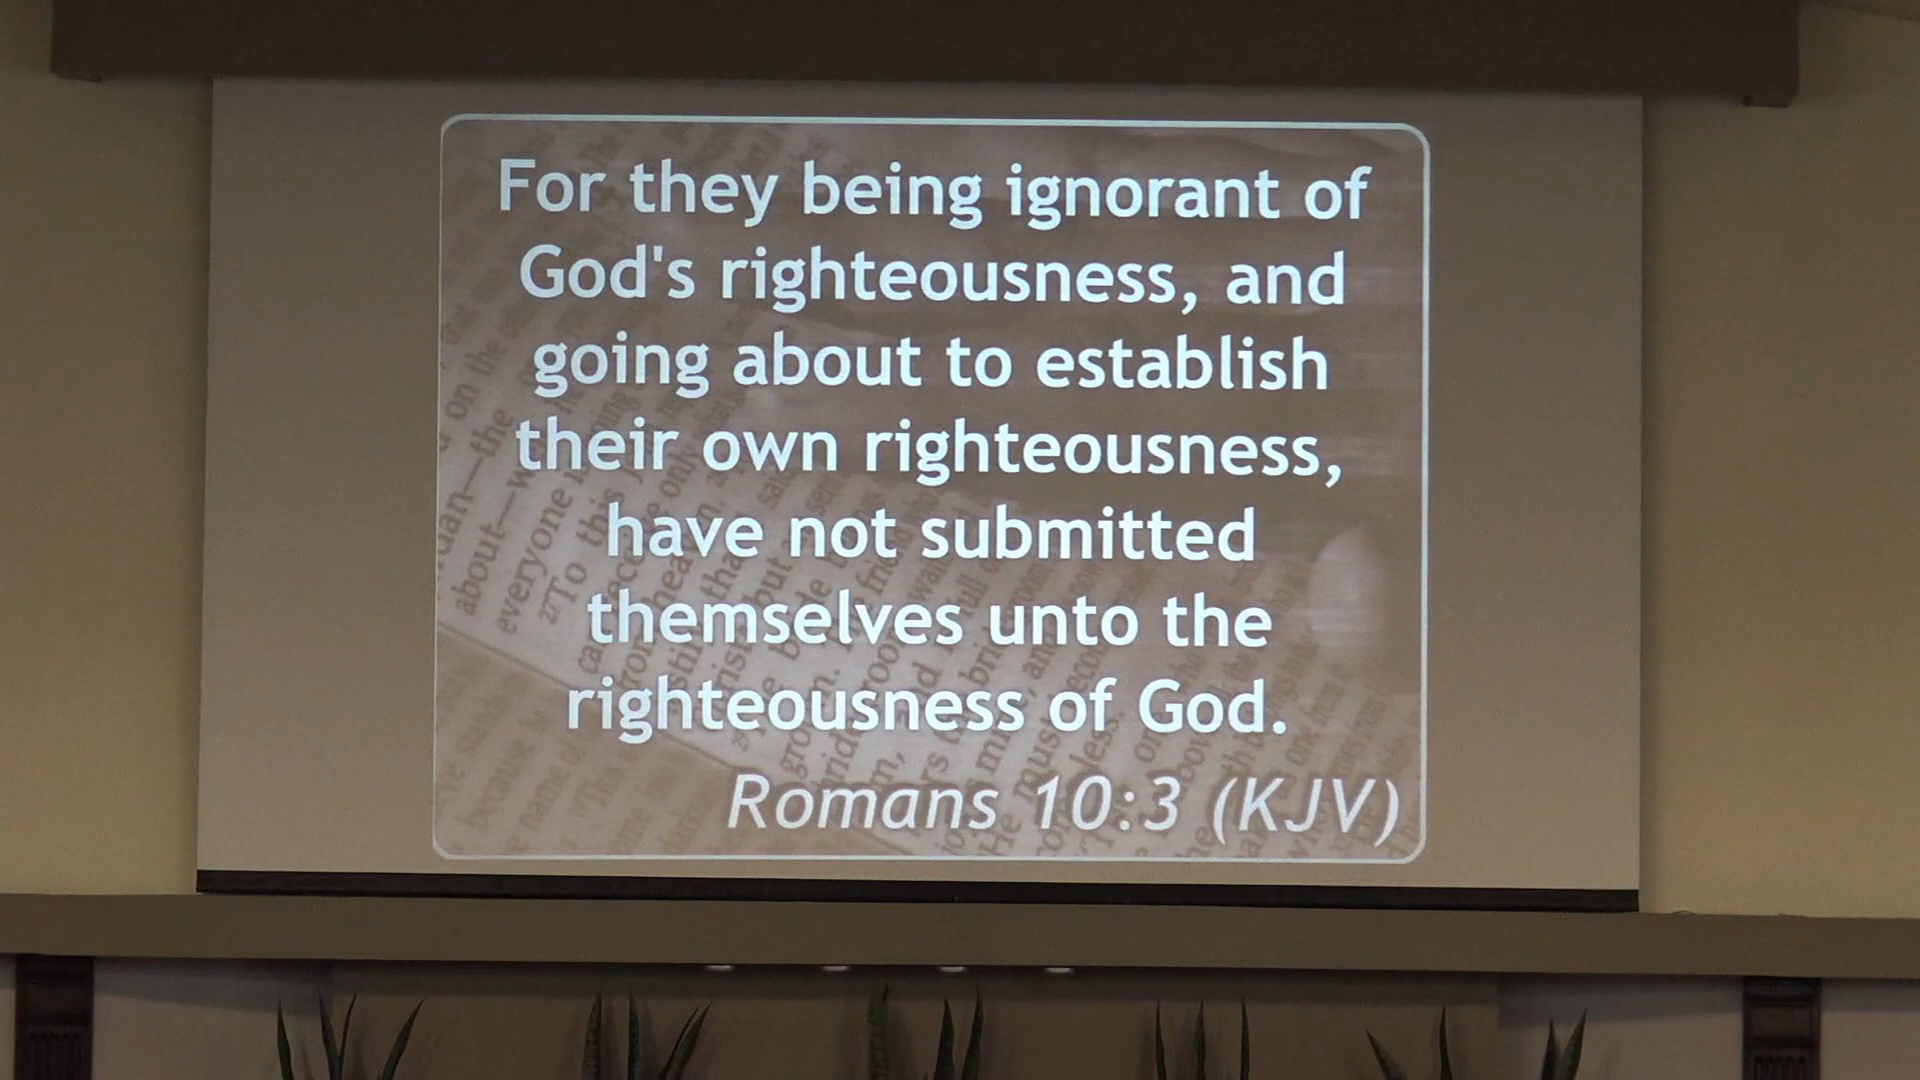 For they being ignorant of
God's righteousness, and
going about to establish
their own righteousness,
have not submitted
themselves unto the
righteousness of God.
Romans 10:3 (KJV)